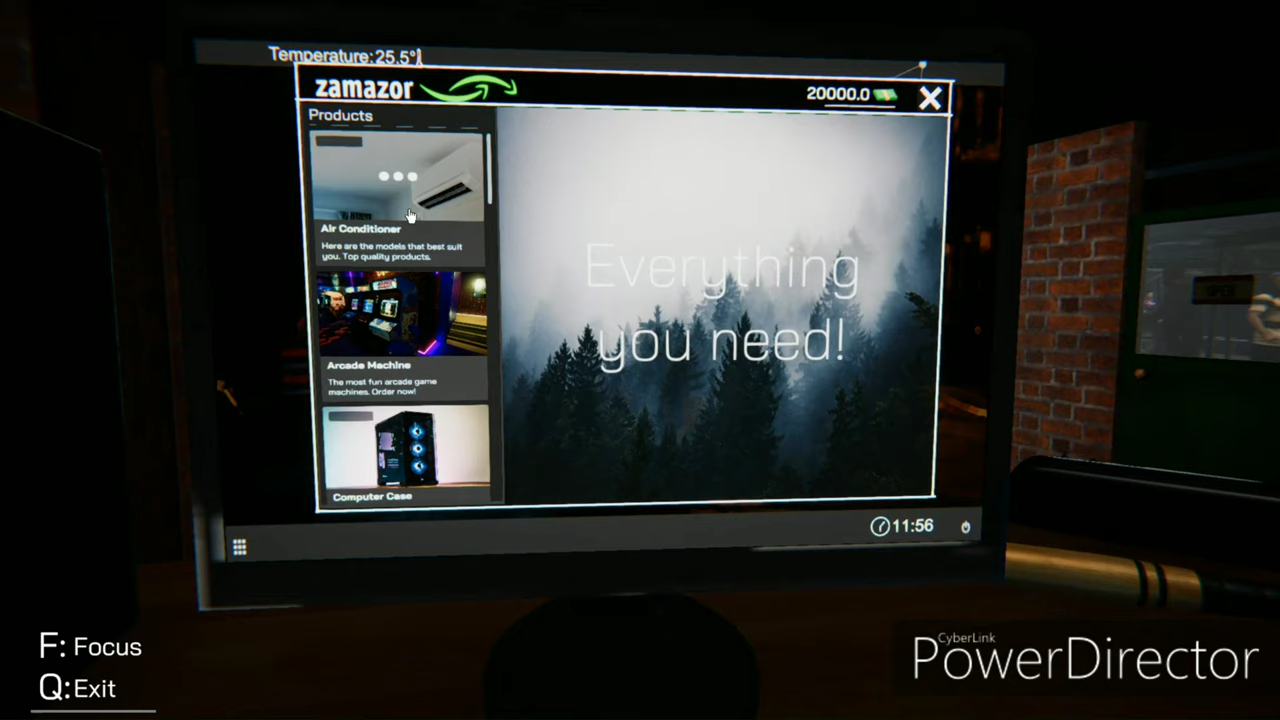 Temperature:25.5°
zamazor
20000.0
Products
Air Conditioner
Here are the models that best suit
you. Top quality products.
Arcade Machine
The most fun arcade game
machines. Order now!
Computer Case
Everything
you need!
11:56
OPEN
F: Focus
Q:Exit
CyberLink
PowerDirector